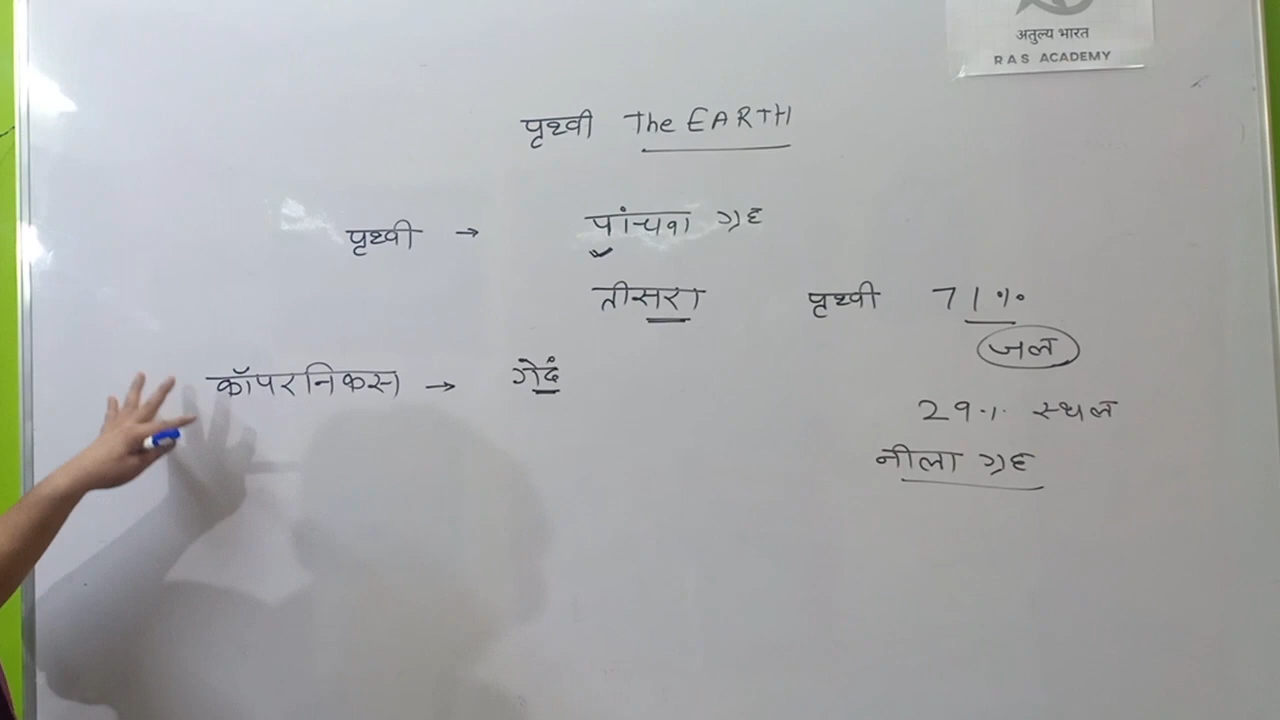 अतुल्य भारत
RAS ACADEMY
पृथ्वी The EARTH
पृथ्वी → पांचवा ग्रह
तीसरा
पृथ्वी 71%
जल
कॉपरनिकस → गेदं
29% स्थल
नीला ग्रह